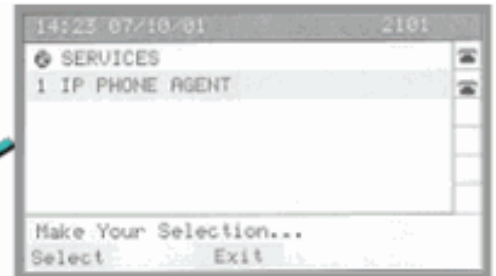 14:23 07/10/01 2101
SERVICES
1 IP PHONE AGENT
Make Your Selection...
Select Exit